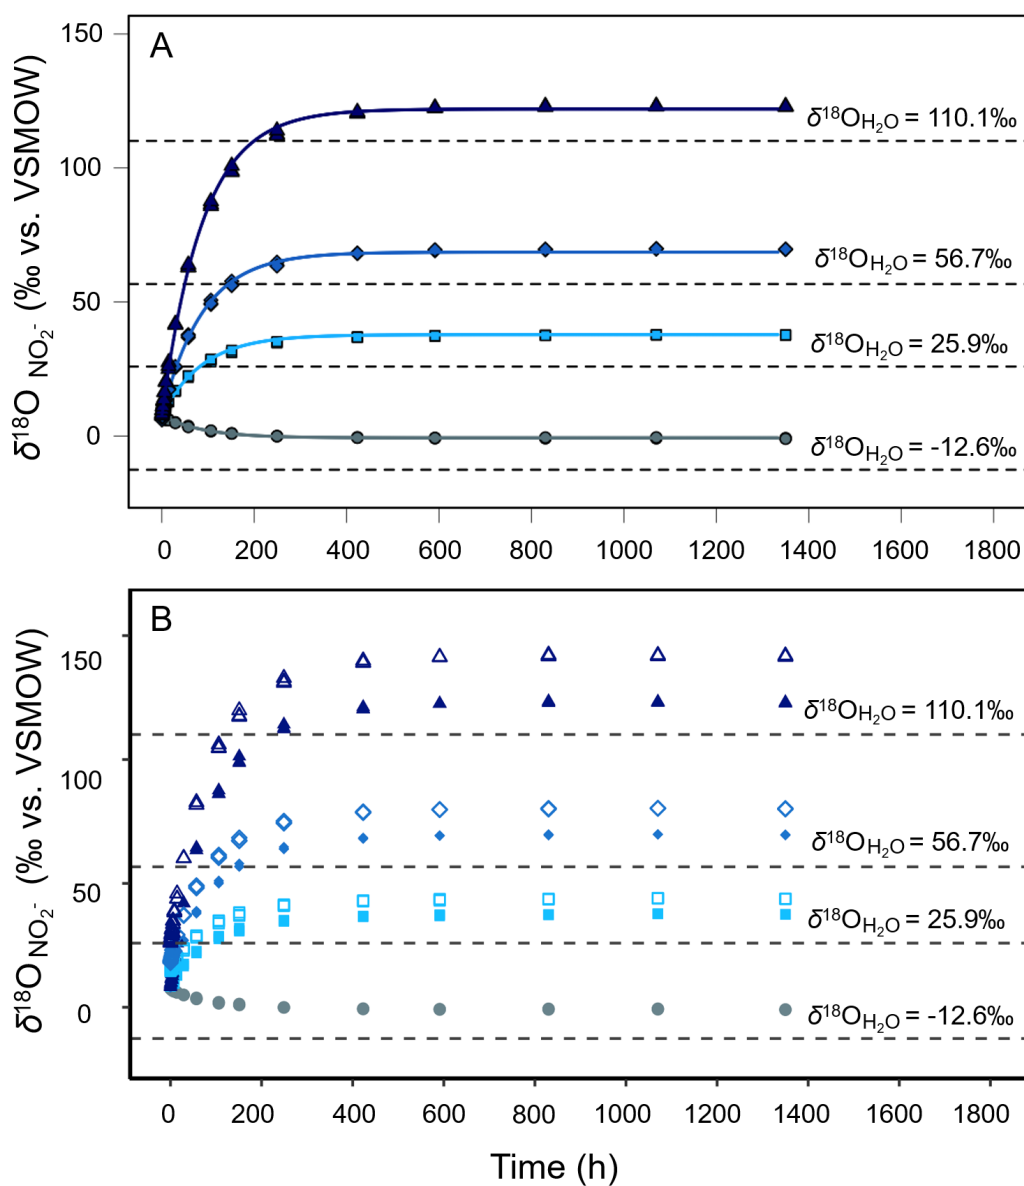 A
150
100
50
0
δ18O NO2- (‰ vs. VSMOW)
δ18OH2O = 110.1‰
δ18OH2O = 56.7‰
δ18OH2O = 25.9‰
δ18OH2O = -12.6‰
0 200 400 600 800 1000 1200 1400 1600 1800
B
150
100
50
0
δ18O NO2- (‰ vs. VSMOW)
δ18OH2O = 110.1‰
δ18OH2O = 56.7‰
δ18OH2O = 25.9‰
δ18OH2O = -12.6‰
0 200 400 600 800 1000 1200 1400 1600 1800
Time (h)